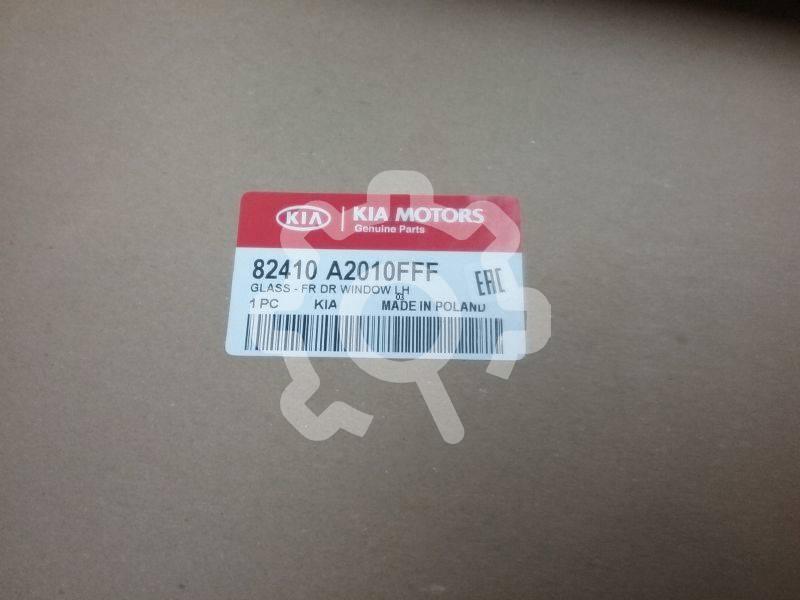 KIA KIA MOTORS
Genuine Parts
82410 A2010FFF
GLASS - FR DR WINDOW LH
03
1 PC KIA MADE IN POLAND
EAC